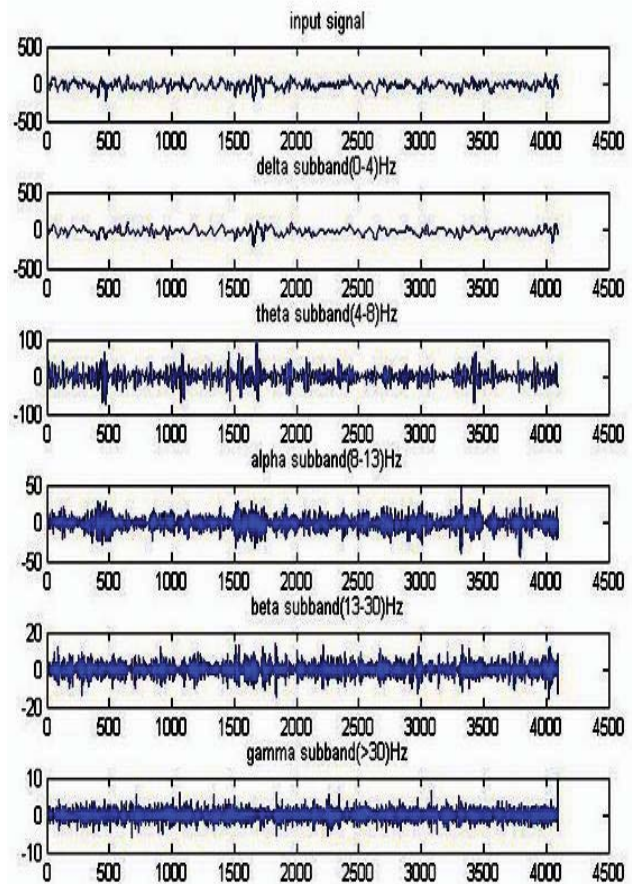 input signal
500
0
-500
0 500 1000 1500 2000 2500 3000 3500 4000 4500
delta subband(0-4)Hz
500
0
-500
0 500 1000 1500 2000 2500 3000 3500 4000 4500
theta subband(4-8)Hz
100
0
-100
0 500 1000 1500 2000 2500 3000 3500 4000 4500
alpha subband(8-13)Hz
50
0
-50
0 500 1000 1500 2000 2500 3000 3500 4000 4500
beta subband(13-30)Hz
20
0
-20
0 500 1000 1500 2000 2500 3000 3500 4000 4500
gamma subband(>30)Hz
10
0
-10
0 500 1000 1500 2000 2500 3000 3500 4000 4500